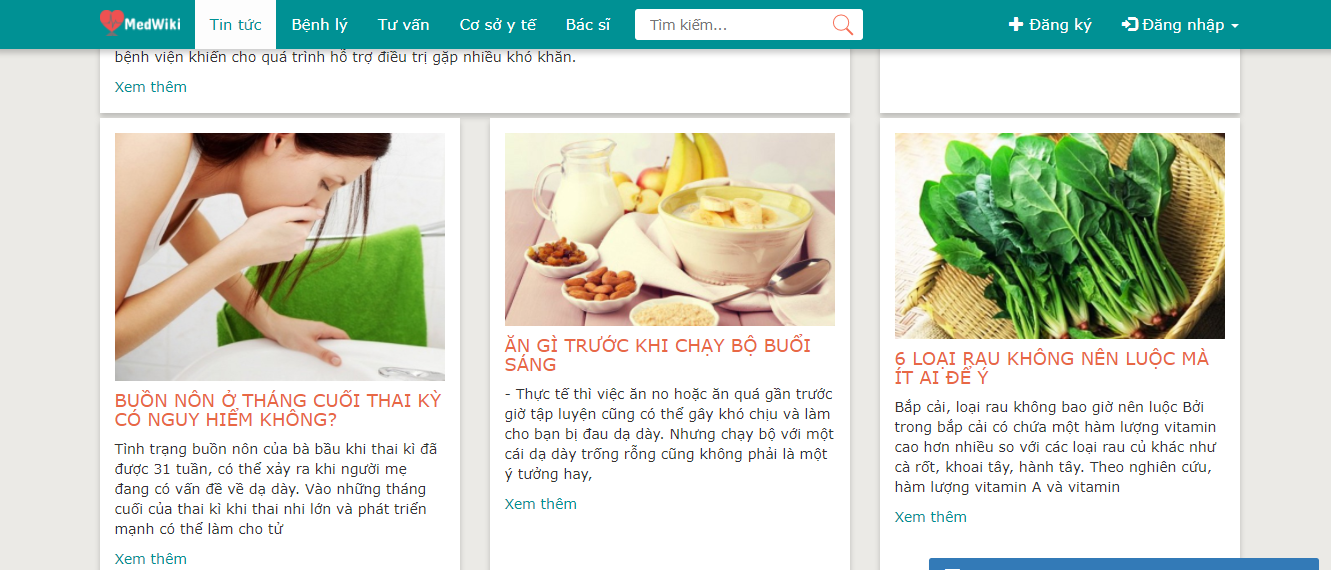 MedWiki
Tin tức
Bệnh lý
Tư vấn
Cơ sở y tế
Bác sĩ
Tìm kiếm...
Đăng ký
Đăng nhập
bệnh viện khiến cho quá trình hỗ trợ điều trị gặp nhiều khó khăn.
Xem thêm
BUỒN NÔN Ở THÁNG CUỐI THAI KỲ
CÓ NGUY HIỂM KHÔNG?
Tình trạng buồn nôn của bà bầu khi thai kì đã
được 31 tuần, có thể xảy ra khi người mẹ
đang có vấn đề về dạ dày. Vào những tháng
cuối của thai kì khi thai nhi lớn và phát triển
mạnh có thể làm cho tử
Xem thêm
ĂN GÌ TRƯỚC KHI CHẠY BỘ BUỔI
SÁNG
- Thực tế thì việc ăn no hoặc ăn quá gần trước
giờ tập luyện cũng có thể gây khó chịu và làm
cho bạn bị đau dạ dày. Nhưng chạy bộ với một
cái dạ dày trống rỗng cũng không phải là một
ý tưởng hay,
Xem thêm
6 LOẠI RAU KHÔNG NÊN LUỘC MÀ
ÍT AI ĐỂ Ý
Bắp cải, loại rau không bao giờ nên luộc Bởi
trong bắp cải có chứa một hàm lượng vitamin
cao hơn nhiều so với các loại rau củ khác như
cà rốt, khoai tây, hành tây. Theo nghiên cứu,
hàm lượng vitamin A và vitamin
Xem thêm